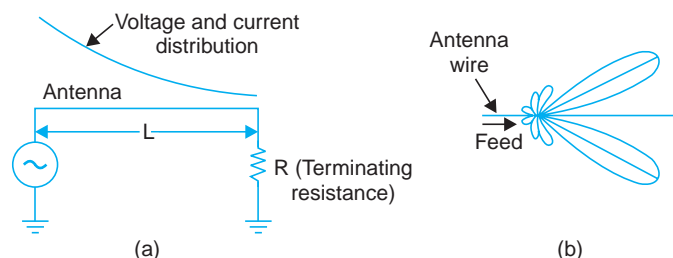 Voltage and current
distribution
Antenna
L
R (Terminating
resistance)
(a)
Antenna
wire
Feed
(b)